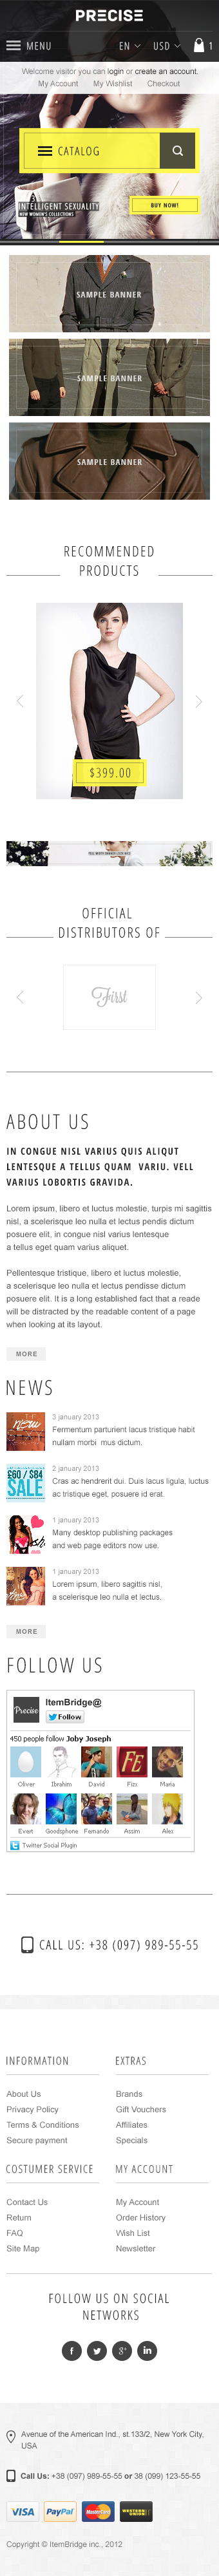 PRECISE
MENU EN USD 1
Welcome visitor you can login or create an account.
My Account My Wishlist Checkout
CATALOG
INTELLIGENT SEXUALITY
NEW WOMEN'S COLLECTIONS
BUY NOW!
SAMPLE BANNER
SAMPLE BANNER
SAMPLE BANNER
RECOMMENDED
PRODUCTS
$399.00
OFFICIAL
DISTRIBUTORS OF
First
ABOUT US
IN CONGUE NISL VARIUS QUIS ALIQUT
LENTESQUE A TELLUS QUAM VARIU. VELL
VARIUS LOBORTIS GRAVIDA.
Lorem ipsum, libero et luctus molestie, turpis mi sagittis
nisl, a scelerisque leo nulla et lectus pendis dictum
posuere elit, in congue nisl varius lentesque
a tellus eget quam varius aliquet.
Pellentesque tristique, libero et luctus molestie,
a scelerisque leo nulla et lectus pendisse dictum
posuere elit. It is a long established fact that a reade
will be distracted by the readable content of a page
when looking at its layout.
MORE
NEWS
3 january 2013
Fermentum parturient lacus tristique habit
nullam morbi mus dictum.
£60 / $84
SALE
2 january 2013
Cras ac hendrerit dui. Duis lacus ligula, luctus
ac tristique eget, posuere id erat.
1 january 2013
Many desktop publishing packages
and web page editors now use.
1 january 2013
Lorem ipsum, libero sagittis nisl,
a scelerisque leo nulla et lectus.
MORE
FOLLOW US
Precise
ItemBridge@
Follow
450 people follow Joby Joseph
Oliver Ibrahim David Fizs Maria
Evert Goodsphone Fernando Assim Alex
Twitter Social Plugin
CALL US: +38 (097) 989-55-55
INFORMATION
About Us
Privacy Policy
Terms & Conditions
Secure payment
EXTRAS
Brands
Gift Vouchers
Affiliates
Specials
COSTUMER SERVICE
Contact Us
Return
FAQ
Site Map
MY ACCOUNT
My Account
Order History
Wish List
Newsletter
FOLLOW US ON SOCIAL
NETWORKS
f g+ in
Avenue of the American Ind., st.133/2, New York City,
USA
Call Us: +38 (097) 989-55-55 or 38 (099) 123-55-55
VISA PayPal MasterCard WESTERN UNION
Copyright © ItemBridge inc., 2012